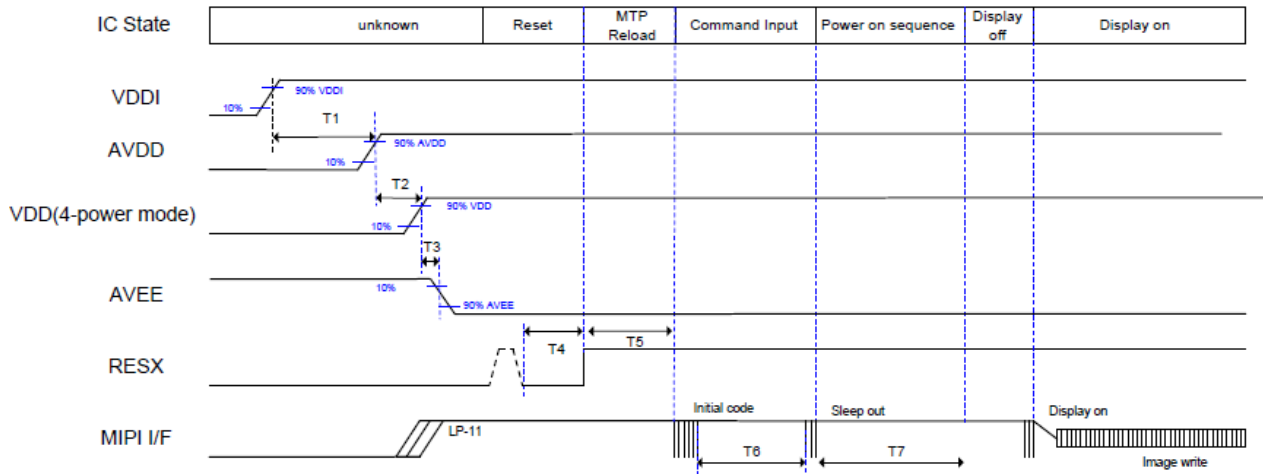 IC State
unknown
Reset
MTP
Reload
Command Input
Power on sequence
Display
off
Display on
VDDI
10%
90% VDDI
T1
AVDD
10%
90% AVDD
T2
VDD(4-power mode)
10%
90% VDD
T3
AVEE
10%
90% AVEE
RESX
T4
T5
MIPI I/F
LP-11
Initial code
Sleep out
Display on
T6
T7
Image write